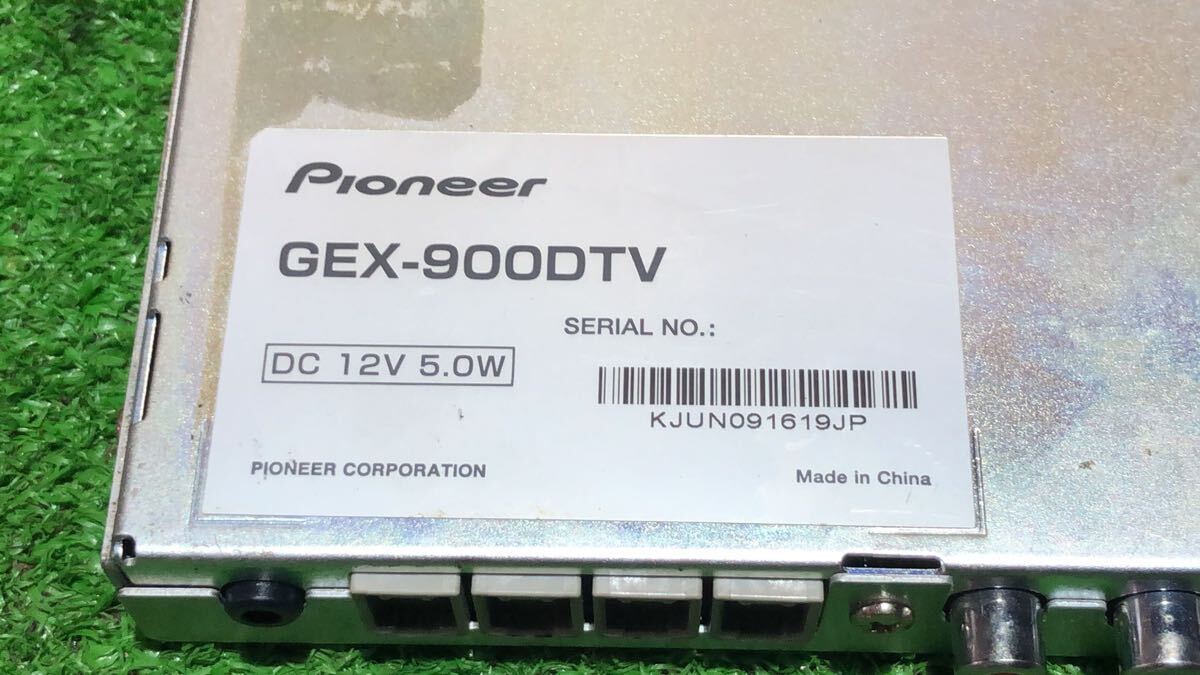 Pioneer
GEX-900DTV
SERIAL NO.:
DC 12V 5.0W
KJUN091619JP
PIONEER CORPORATION
Made in China